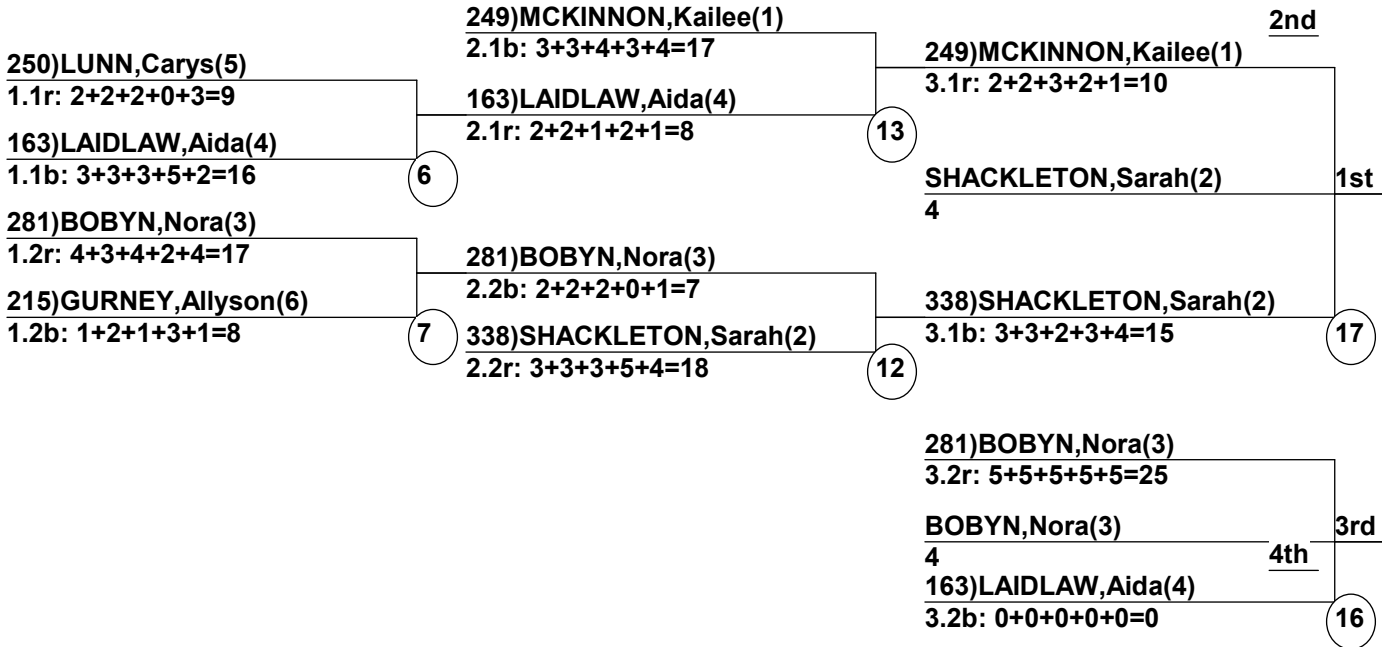 250)LUNN,Carys(5)
1.1r: 2+2+2+0+3=9
163)LAIDLAW,Aida(4)
1.1b: 3+3+3+5+2=16
6
281)BOBYN,Nora(3)
1.2r: 4+3+4+2+4=17
215)GURNEY,Allyson(6)
1.2b: 1+2+1+3+1=8
7
249)MCKINNON,Kailee(1)
2.1b: 3+3+4+3+4=17
163)LAIDLAW,Aida(4)
2.1r: 2+2+1+2+1=8
13
281)BOBYN,Nora(3)
2.2b: 2+2+2+0+1=7
338)SHACKLETON,Sarah(2)
2.2r: 3+3+3+5+4=18
12
2nd
249)MCKINNON,Kailee(1)
3.1r: 2+2+3+2+1=10
SHACKLETON,Sarah(2)
1st
4
338)SHACKLETON,Sarah(2)
3.1b: 3+3+2+3+4=15
17
281)BOBYN,Nora(3)
3.2r: 5+5+5+5+5=25
BOBYN,Nora(3)
3rd
4
4th
163)LAIDLAW,Aida(4)
3.2b: 0+0+0+0+0=0
16